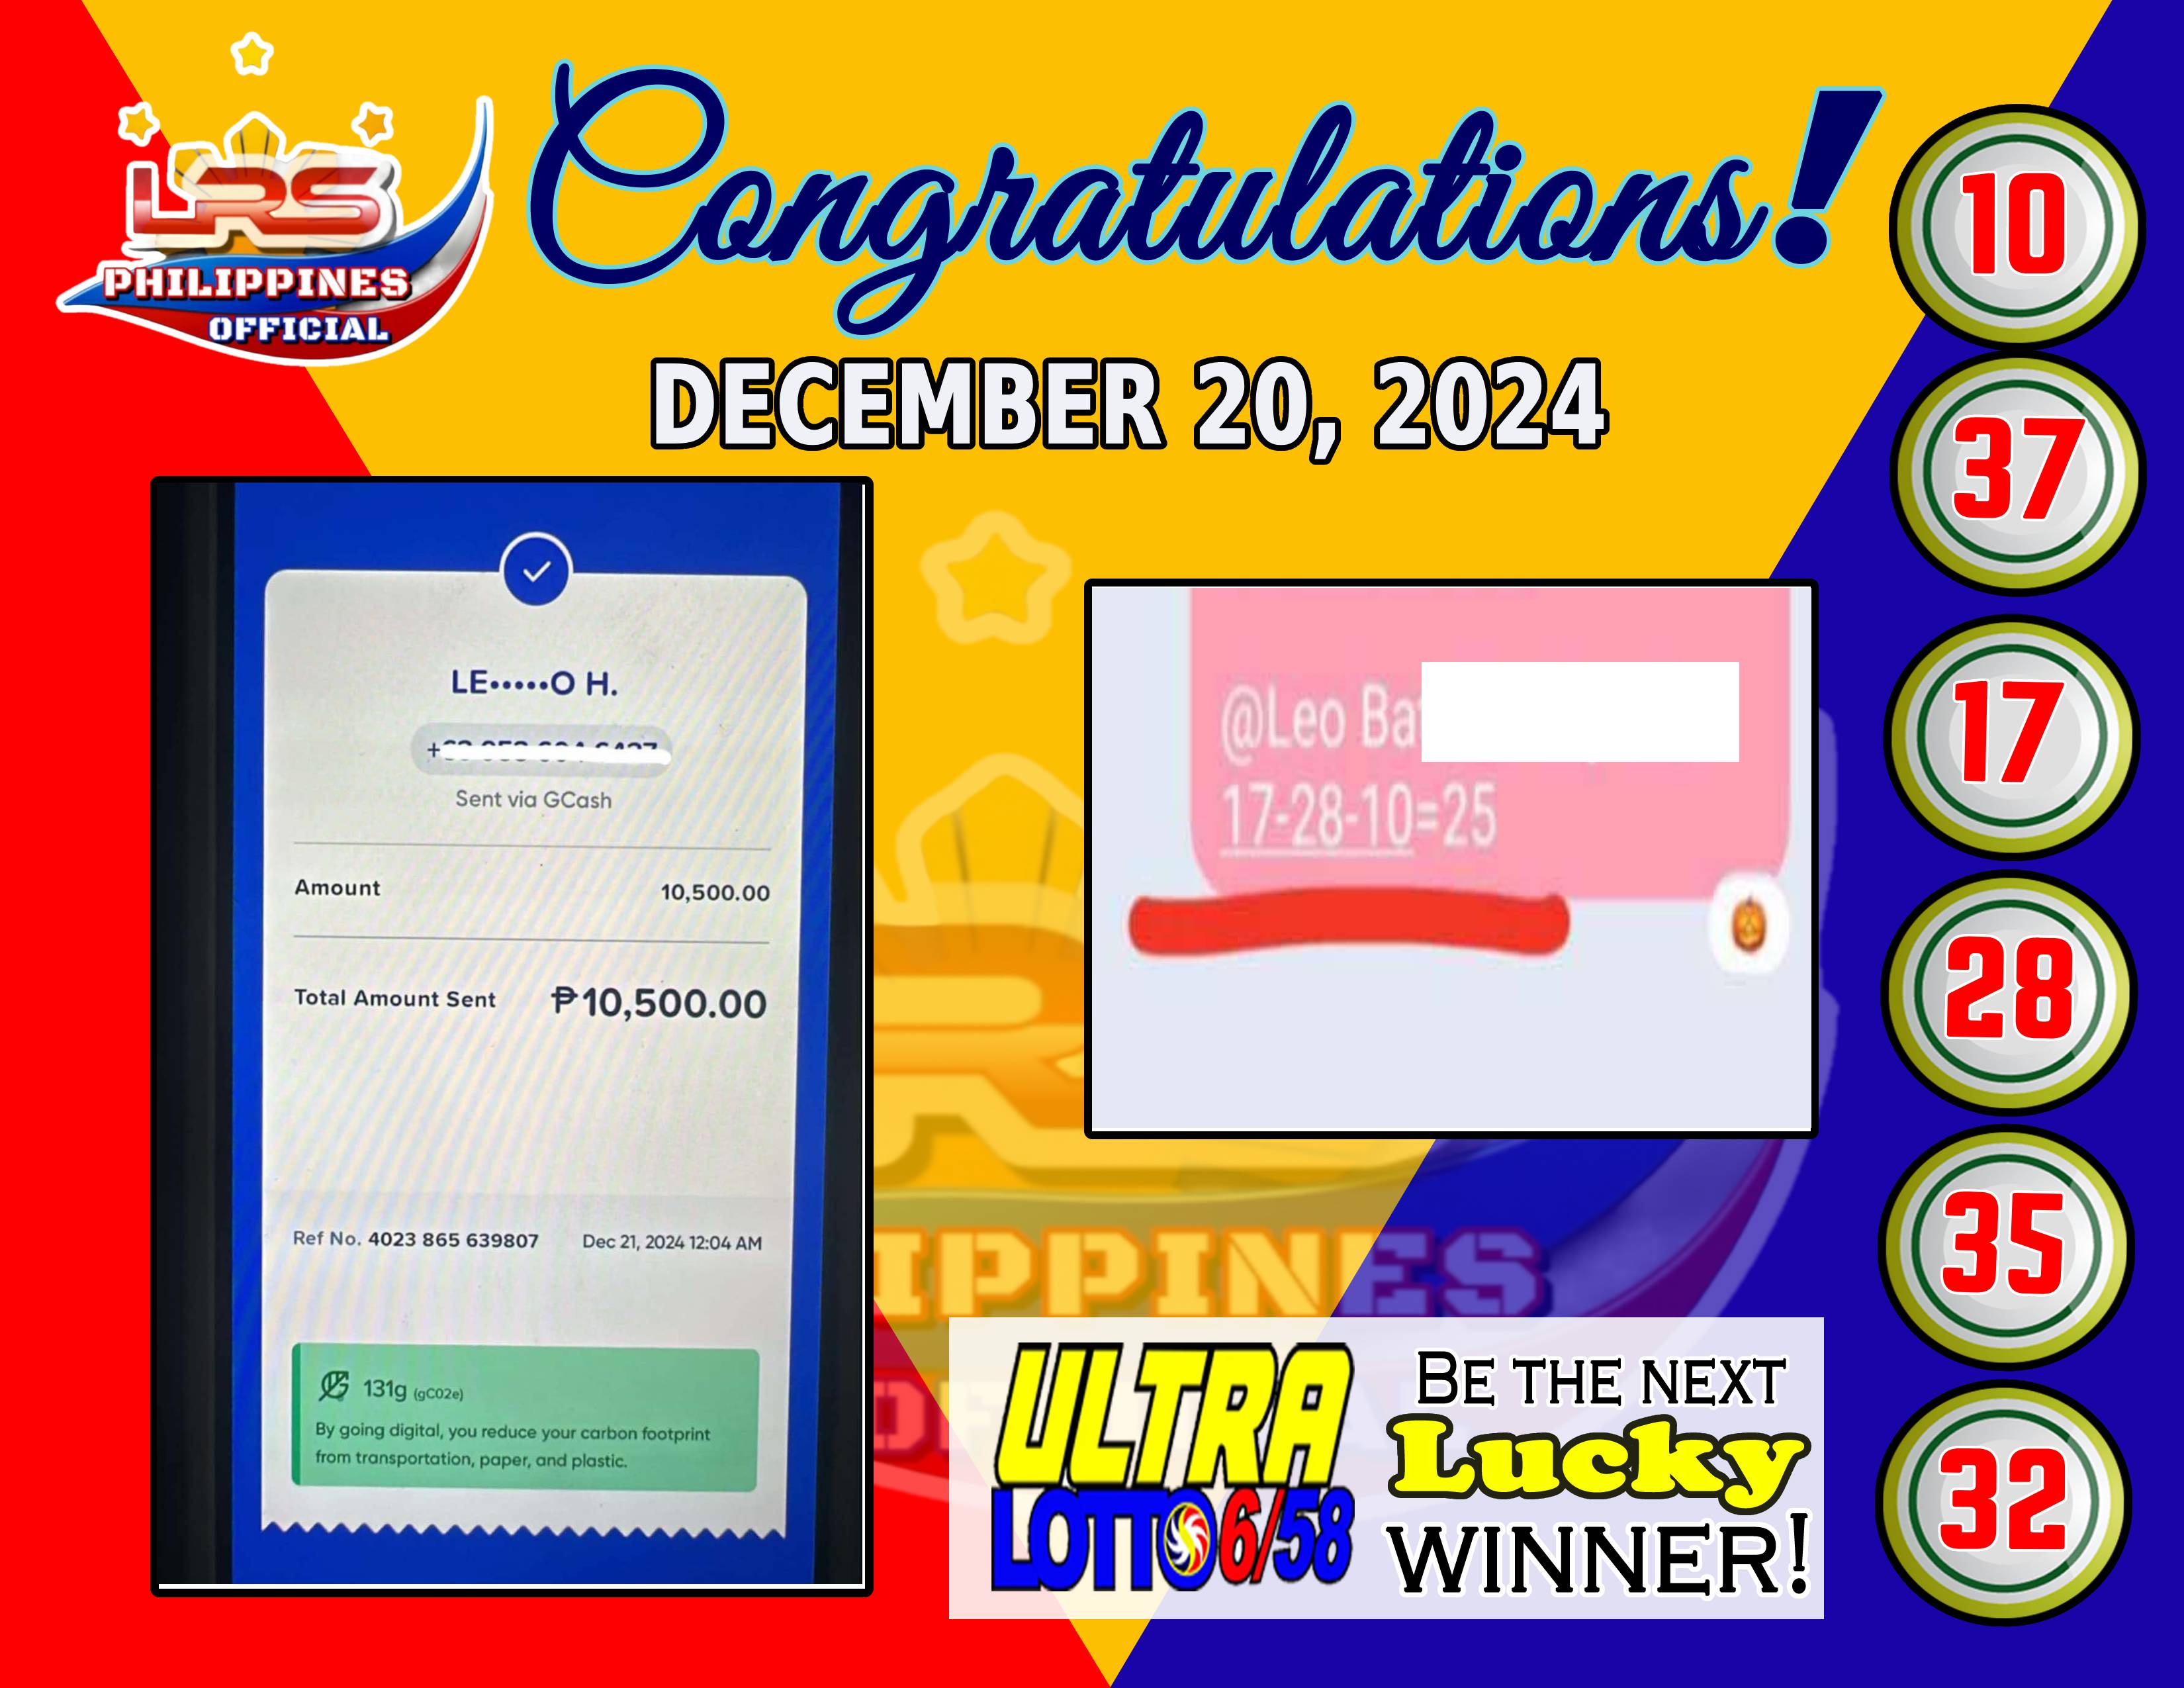 LRS
PHILIPPINES
OFFICIAL
Congratulations!
DECEMBER 20, 2024
LE•••••O H.
Sent via GCash
Amount 10,500.00
Total Amount Sent ₱10,500.00
Ref No. 4023 865 639807 Dec 21, 2024 12:04 AM
131g (gCO2e)
By going digital, you reduce your carbon footprint
from transportation, paper, and plastic.
@Leo
17-28-10=25
ULTRA
LOTTO 6/58
BE THE NEXT
Lucky
WINNER!
10
37
17
28
35
32